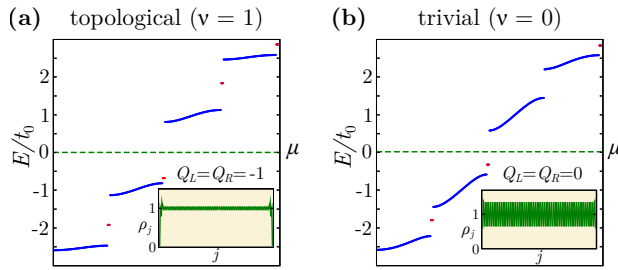 (a) topological (ν = 1)
E/t₀
2
1
0
-1
-2
μ
Q_L=Q_R=-1
1
ρ_j
0
j
(b) trivial (ν = 0)
E/t₀
2
1
0
-1
-2
μ
Q_L=Q_R=0
1
ρ_j
0
j